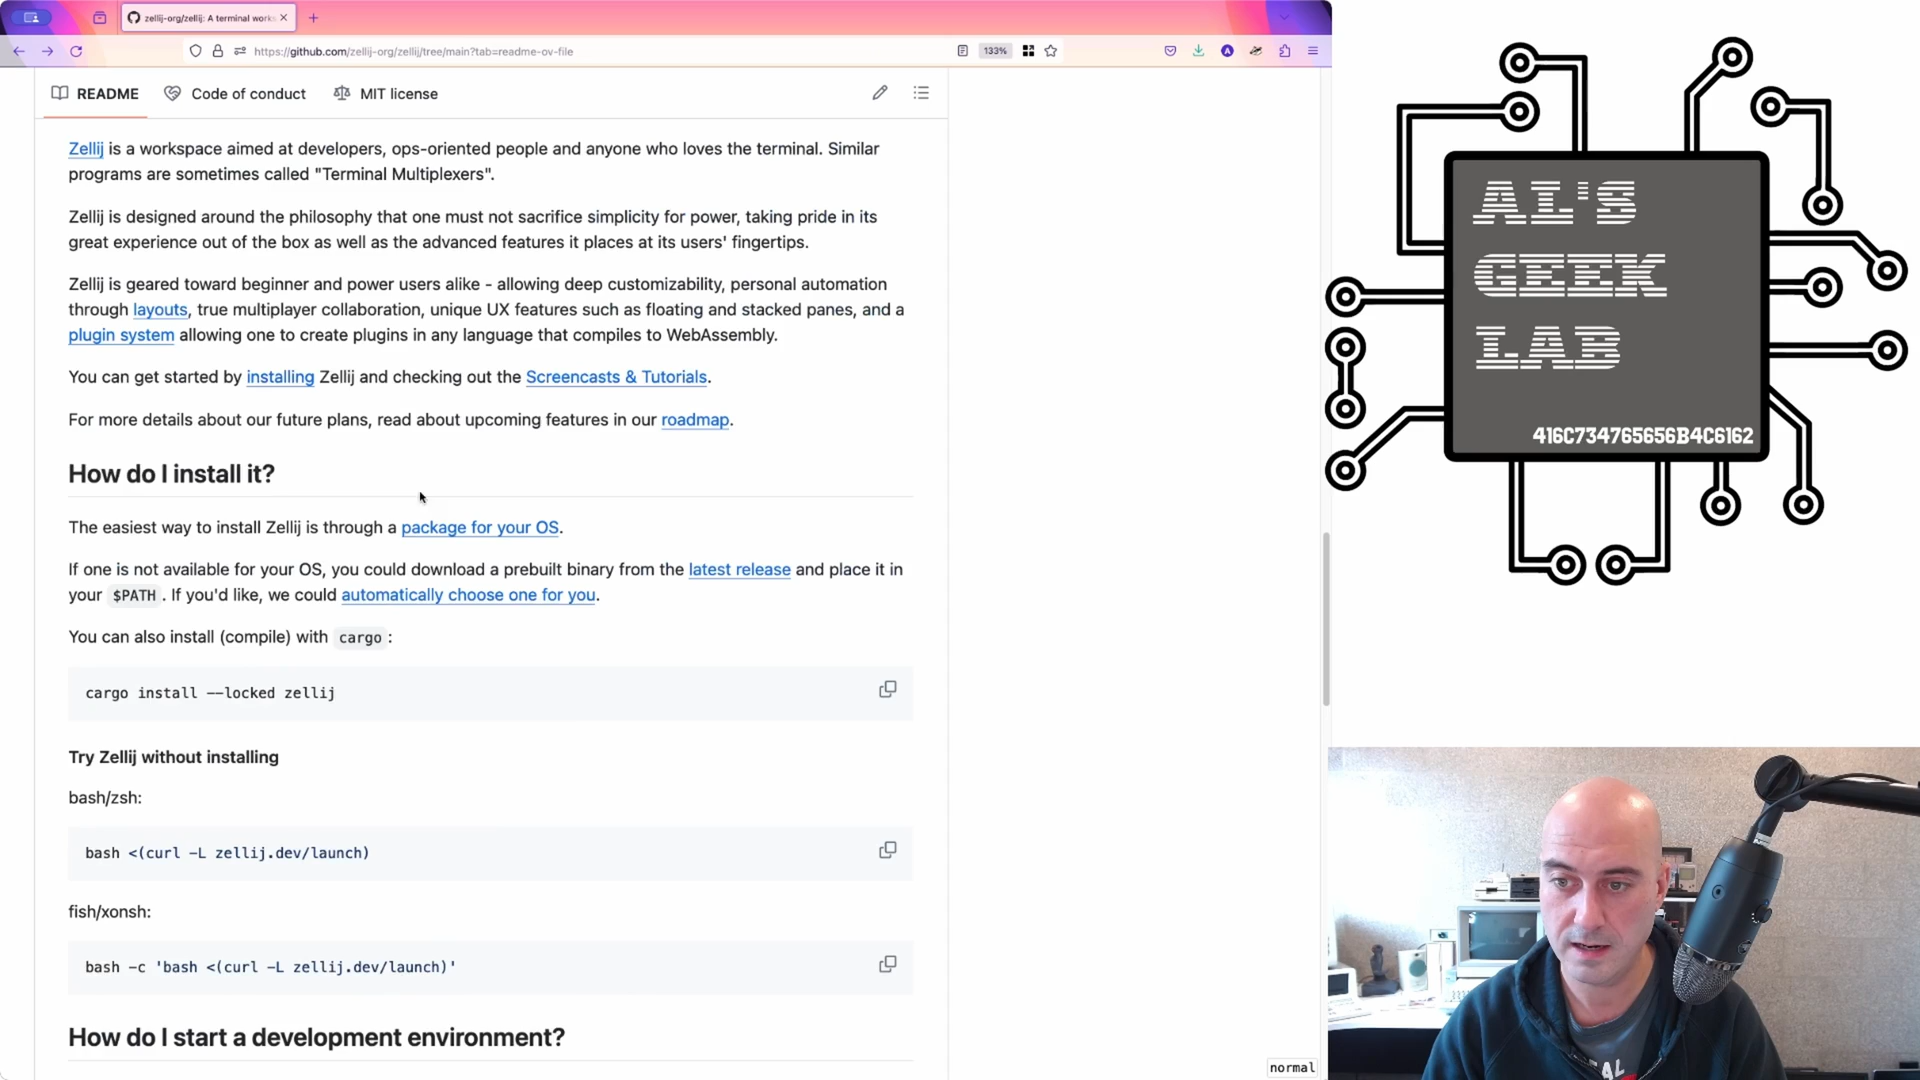 zellij-org/zellij: A terminal works
https://github.com/zellij-org/zellij/tree/main?tab=readme-ov-file
133%
README
Code of conduct
MIT license
Zellij is a workspace aimed at developers, ops-oriented people and anyone who loves the terminal. Similar
programs are sometimes called "Terminal Multiplexers".
Zellij is designed around the philosophy that one must not sacrifice simplicity for power, taking pride in its
great experience out of the box as well as the advanced features it places at its users' fingertips.
Zellij is geared toward beginner and power users alike - allowing deep customizability, personal automation
through layouts, true multiplayer collaboration, unique UX features such as floating and stacked panes, and a
plugin system allowing one to create plugins in any language that compiles to WebAssembly.
You can get started by installing Zellij and checking out the Screencasts & Tutorials.
For more details about our future plans, read about upcoming features in our roadmap.
How do I install it?
The easiest way to install Zellij is through a package for your OS.
If one is not available for your OS, you could download a prebuilt binary from the latest release and place it in
your $PATH. If you'd like, we could automatically choose one for you.
You can also install (compile) with cargo:
cargo install --locked zellij
Try Zellij without installing
bash/zsh:
bash <(curl -L zellij.dev/launch)
fish/xonsh:
bash -c 'bash <(curl -L zellij.dev/launch)'
How do I start a development environment?
normal
AL'S
GEEK
LAB
416C734765656B4C6162